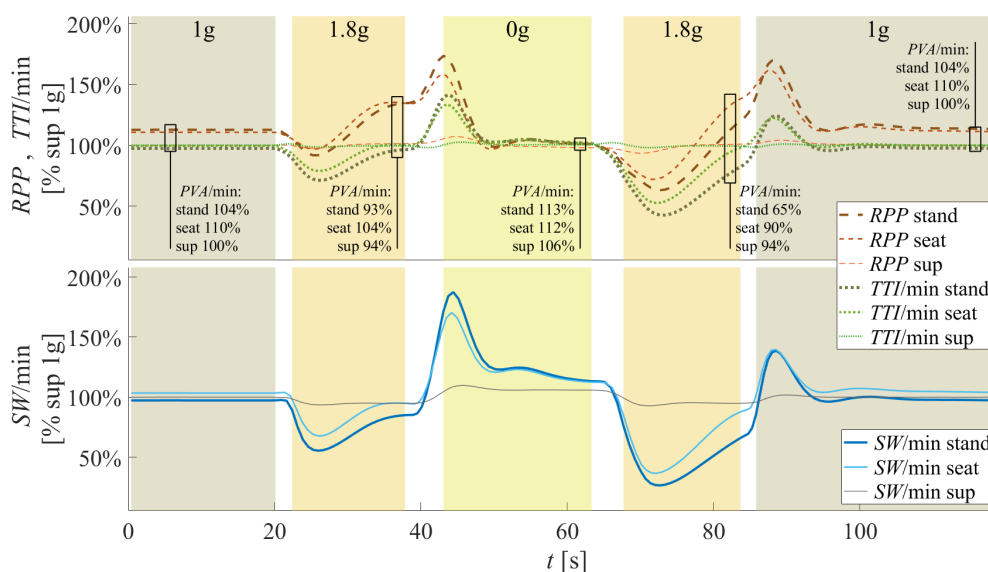 1g 1.8g 0g 1.8g 1g
RPP , TTI/min
[% sup 1g]
200%
150%
100%
50%
PVA/min:
stand 104%
seat 110%
sup 100%
PVA/min:
stand 93%
seat 104%
sup 94%
PVA/min:
stand 113%
seat 112%
sup 106%
PVA/min:
stand 65%
seat 90%
sup 94%
PVA/min:
stand 104%
seat 110%
sup 100%
RPP stand
RPP seat
RPP sup
TTI/min stand
TTI/min seat
TTI/min sup
SW/min
[% sup 1g]
200%
150%
100%
50%
SW/min stand
SW/min seat
SW/min sup
0 20 40 60 80 100
t [s]